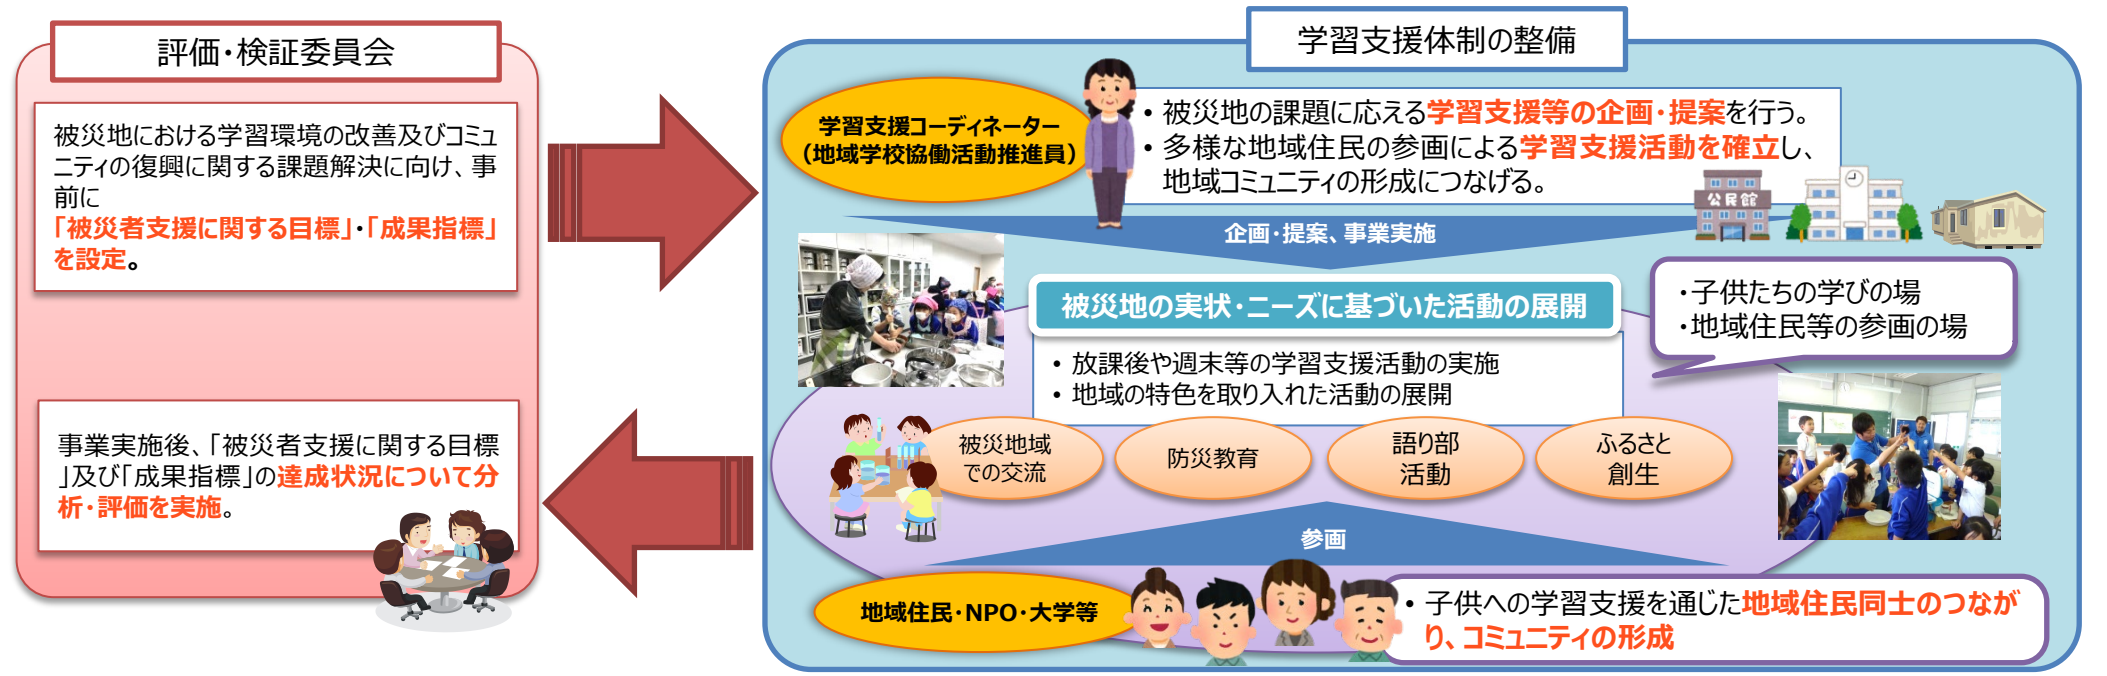 評価・検証委員会
被災地における学習環境の改善及びコミュ
ニティの復興に関する課題解決に向け、事
前に
「被災者支援に関する目標」・「成果指標」
を設定。
事業実施後、「被災者支援に関する目標
」及び「成果指標」の達成状況について分
析・評価を実施。
学習支援体制の整備
学習支援コーディネーター
（地域学校協働活動推進員）
• 被災地の課題に応える学習支援等の企画・提案を行う。
• 多様な地域住民の参画による学習支援活動を確立し、
地域コミュニティの形成につなげる。
公民館
企画・提案、事業実施
被災地の実状・ニーズに基づいた活動の展開
・子供たちの学びの場
・地域住民等の参画の場
• 放課後や週末等の学習支援活動の実施
• 地域の特色を取り入れた活動の展開
被災地域
での交流
防災教育
語り部
活動
ふるさと
創生
参画
地域住民・NPO・大学等
• 子供への学習支援を通じた地域住民同士のつなが
り、コミュニティの形成